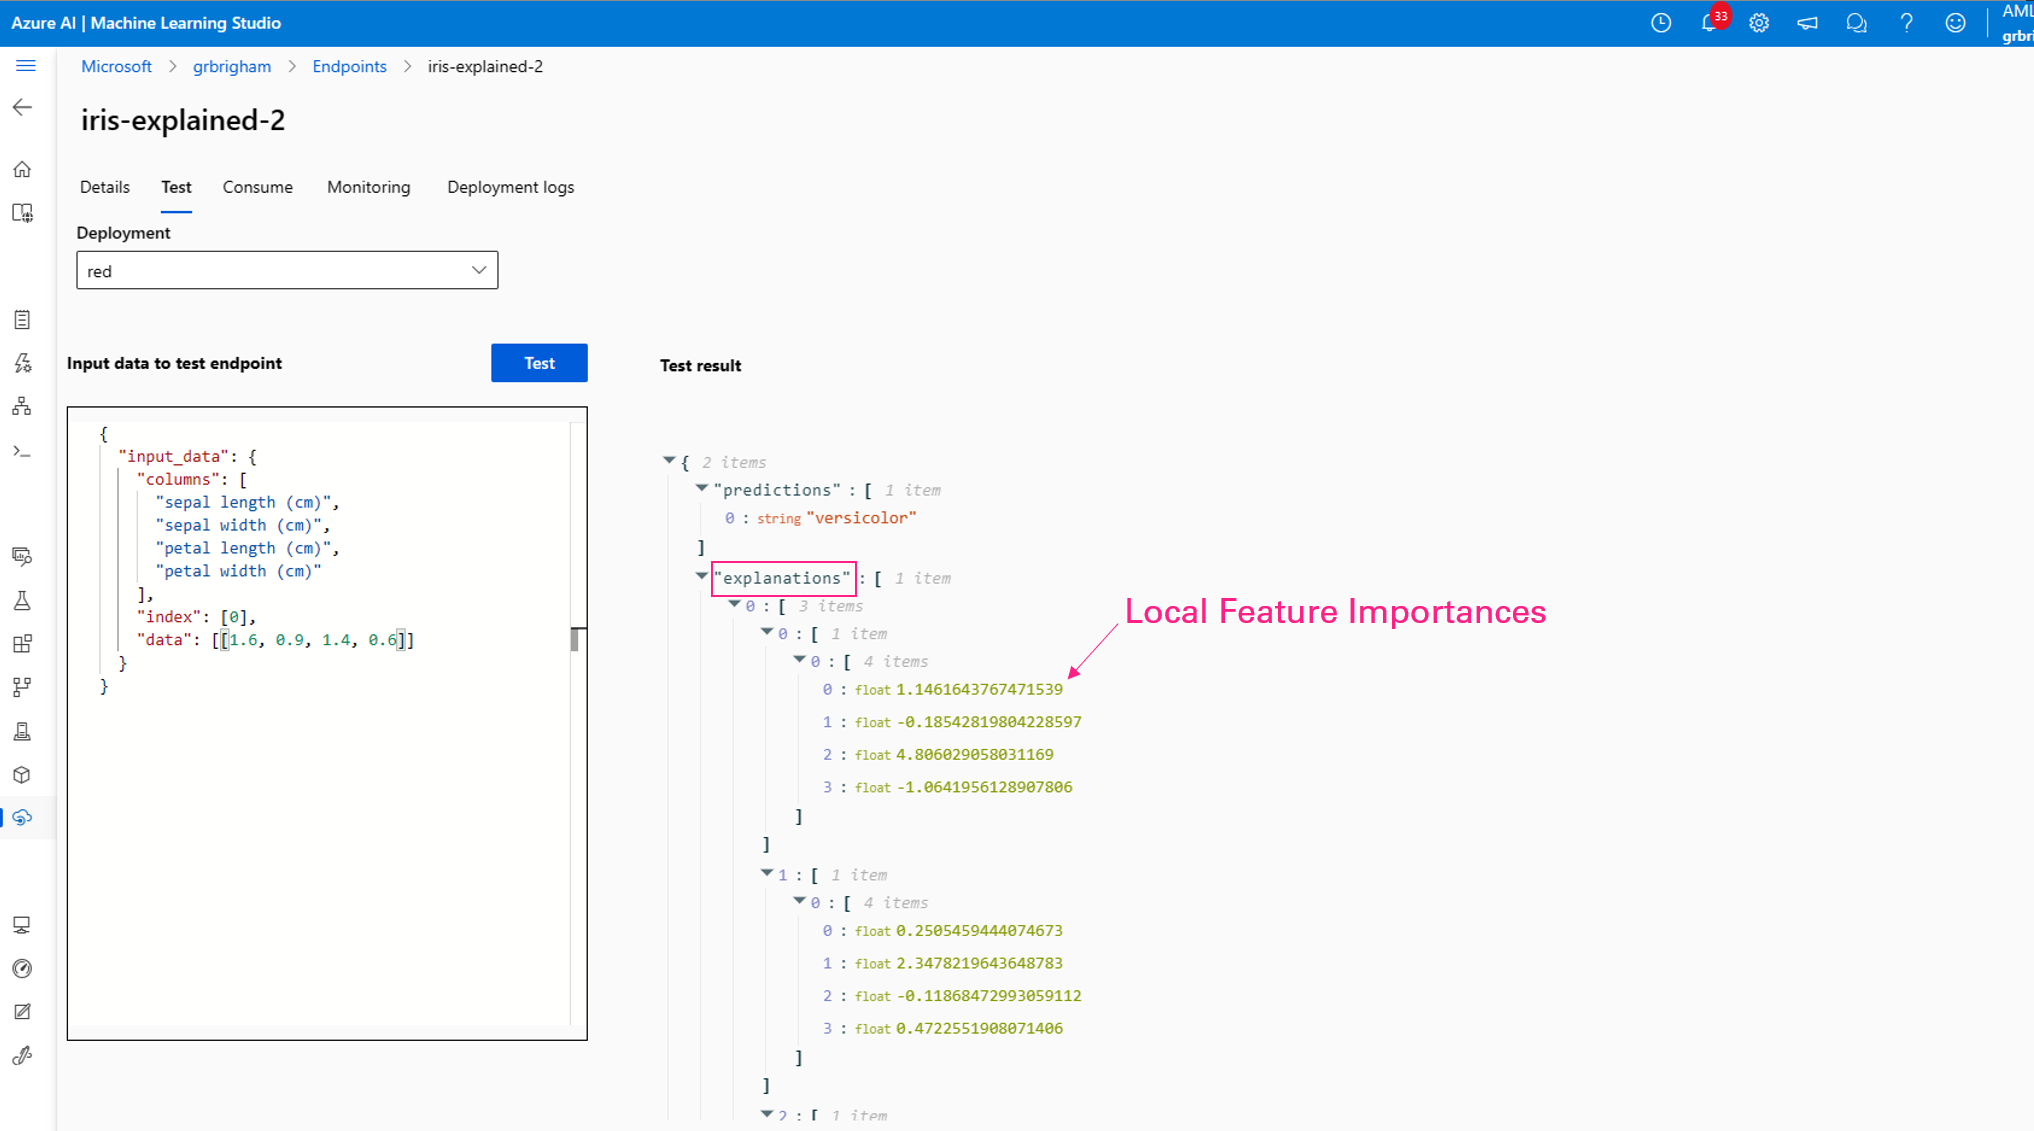 Azure AI | Machine Learning Studio
33
AML
grbri
Microsoft > grbrigham > Endpoints > iris-explained-2
iris-explained-2
Details Test Consume Monitoring Deployment logs
Deployment
red
Input data to test endpoint
Test
{
"input_data": {
"columns": [
"sepal length (cm)",
"sepal width (cm)",
"petal length (cm)",
"petal width (cm)"
],
"index": [0],
"data": [[1.6, 0.9, 1.4, 0.6]]
}
}
Test result
{ 2 items
"predictions" : [ 1 item
0 : string "versicolor"
]
"explanations" : [ 1 item
0 : [ 3 items
0 : [ 1 item
0 : [ 4 items
0 : float 1.1461643767471539
1 : float -0.18542819804228597
2 : float 4.806029058031169
3 : float -1.0641956128907806
]
]
1 : [ 1 item
0 : [ 4 items
0 : float 0.2505459444074673
1 : float 2.3478219643648783
2 : float -0.11868472993059112
3 : float 0.4722551908071406
]
]
2 : [ 1 item
Local Feature Importances